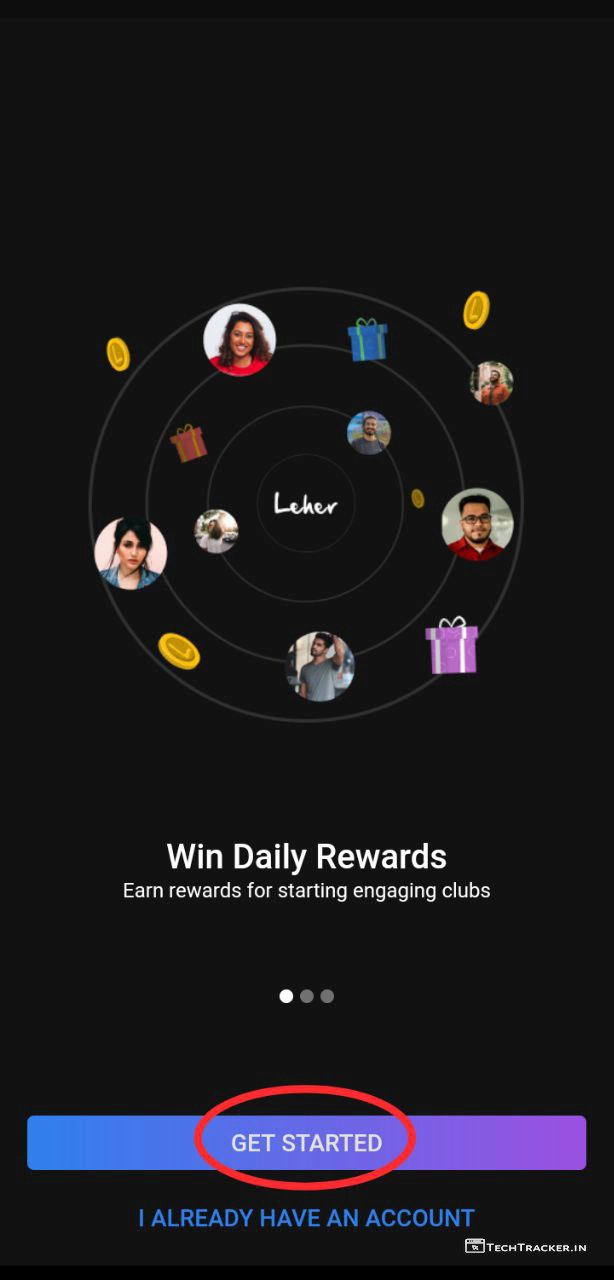 Leher
Win Daily Rewards
Earn rewards for starting engaging clubs
GET STARTED
I ALREADY HAVE AN ACCOUNT
TECHTRACKER.IN